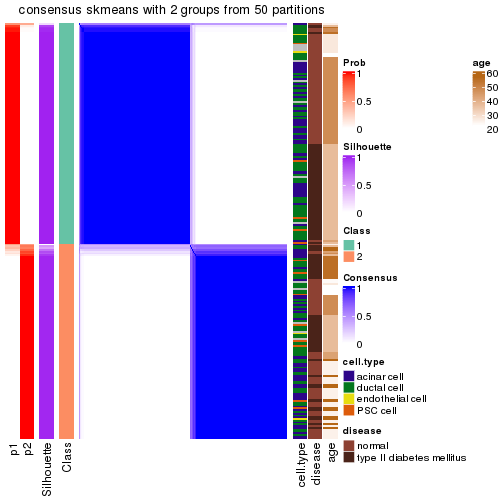 consensus skmeans with 2 groups from 50 partitions
Prob
1
0.5
0
Silhouette
1
0.5
0
Class
1
2
Consensus
1
0.5
0
cell.type
acinar cell
ductal cell
endothelial cell
PSC cell
disease
normal
type II diabetes mellitus
age
60
50
40
30
20
p1
p2
Silhouette
Class
cell.type
disease
age